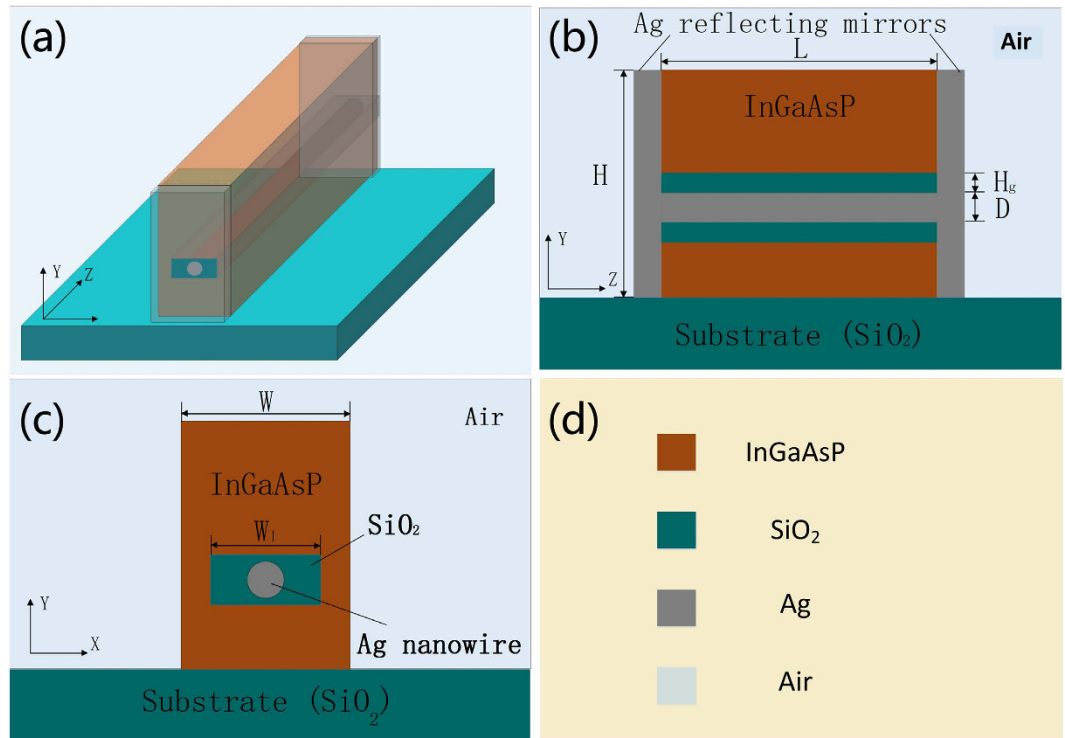 (a)
Y
Z
(b)
Ag reflecting mirrors
Air
L
InGaAsP
H
H_g
D
Y
Z
Substrate (SiO₂)
(c)
W
Air
InGaAsP
SiO₂
W₁
Y
X
Ag nanowire
Substrate (SiO₂)
(d)
InGaAsP
SiO₂
Ag
Air